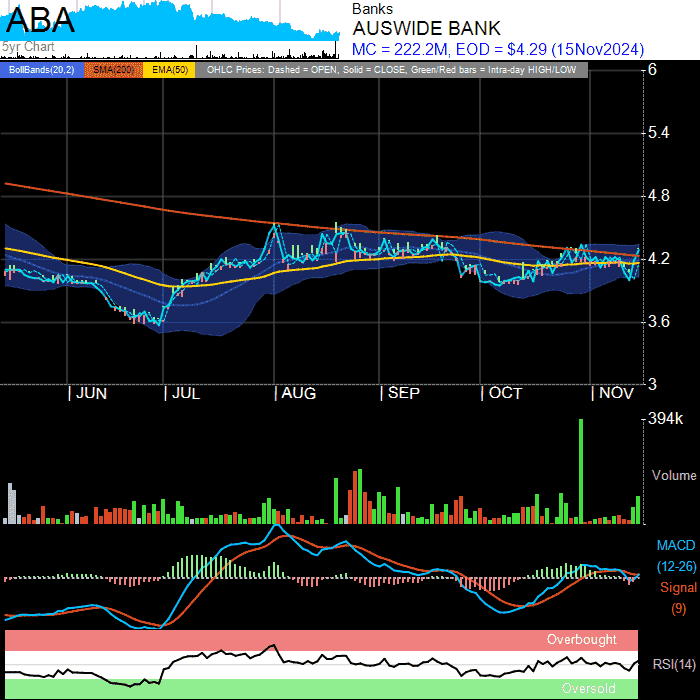 ABA
5yr Chart
Banks
AUSWIDE BANK
MC = 222.2M, EOD = $4.29 (15Nov2024)
BollBands(20,2) SMA(200) EMA(50) OHLC Prices: Dashed = OPEN, Solid = CLOSE, Green/Red bars = Intra-day HIGH/LOW
6
5.4
4.8
4.2
3.6
3
JUN JUL AUG SEP OCT NOV
394k
Volume
MACD
(12-26)
Signal
(9)
Overbought
RSI(14)
Oversold